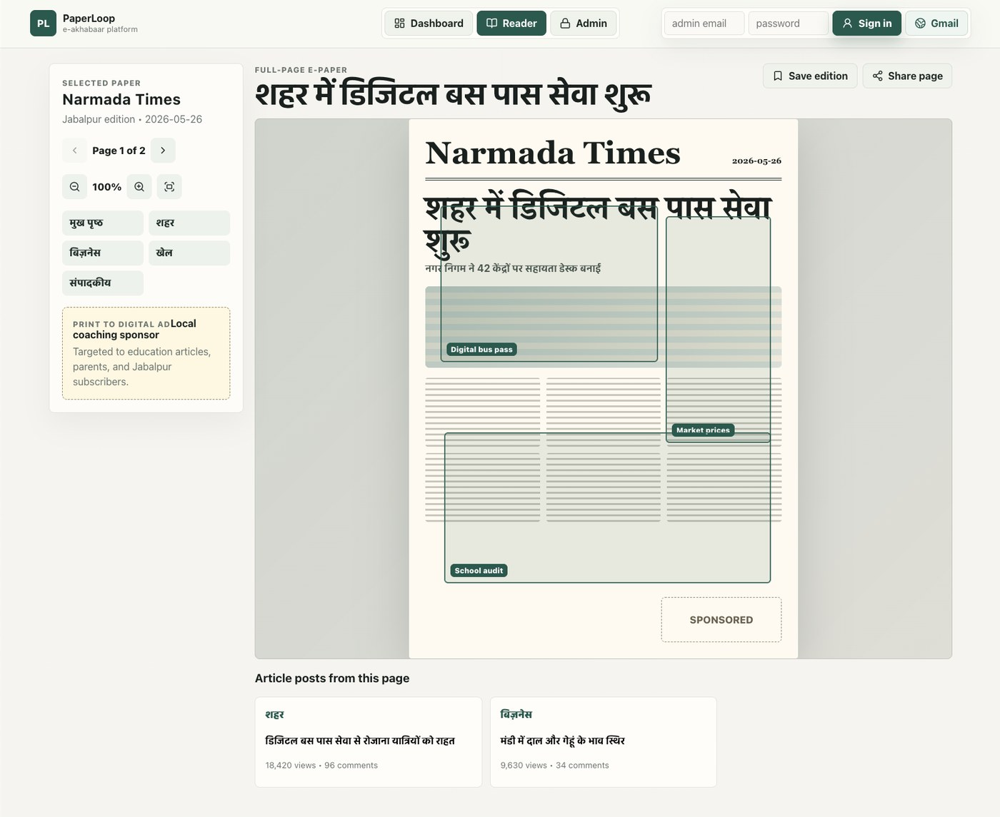 PL
PaperLoop
e-akhabaar platform
Dashboard
Reader
Admin
admin email
password
Sign in
Gmail
SELECTED PAPER
Narmada Times
Jabalpur edition • 2026-05-26
Page 1 of 2
100%
मुख पृष्ठ
शहर
बिज़नेस
खेल
संपादकीय
PRINT TO DIGITAL ADLocal
coaching sponsor
Targeted to education articles,
parents, and Jabalpur
subscribers.
FULL-PAGE E-PAPER
शहर में डिजिटल बस पास सेवा शुरू
Save edition
Share page
Narmada Times
2026-05-26
शहर में डिजिटल बस पास सेवा
शुरू
नगर निगम ने 42 केंद्रों पर सहायता डेस्क बनाई
Digital bus pass
Market prices
School audit
SPONSORED
Article posts from this page
शहर
डिजिटल बस पास सेवा से रोजाना यात्रियों को राहत
18,420 views • 96 comments
बिज़नेस
मंडी में दाल और गेहूं के भाव स्थिर
9,630 views • 34 comments